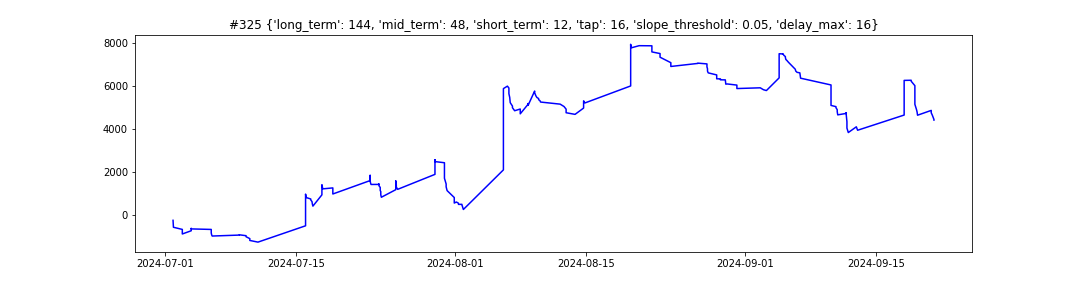 #325 {'long_term': 144, 'mid_term': 48, 'short_term': 12, 'tap': 16, 'slope_threshold': 0.05, 'delay_max': 16}
8000
6000
4000
2000
0
2024-07-01 2024-07-15 2024-08-01 2024-08-15 2024-09-01 2024-09-15